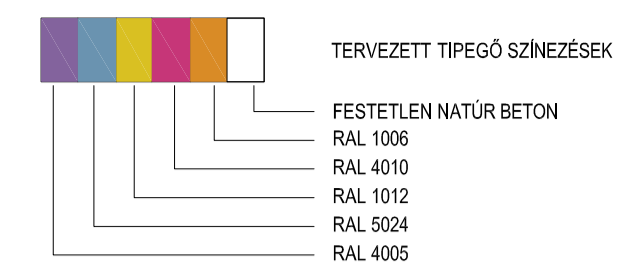 TERVEZETT TIPEGŐ SZÍNEZÉSEK
FESTETLEN NATÚR BETON
RAL 1006
RAL 4010
RAL 1012
RAL 5024
RAL 4005